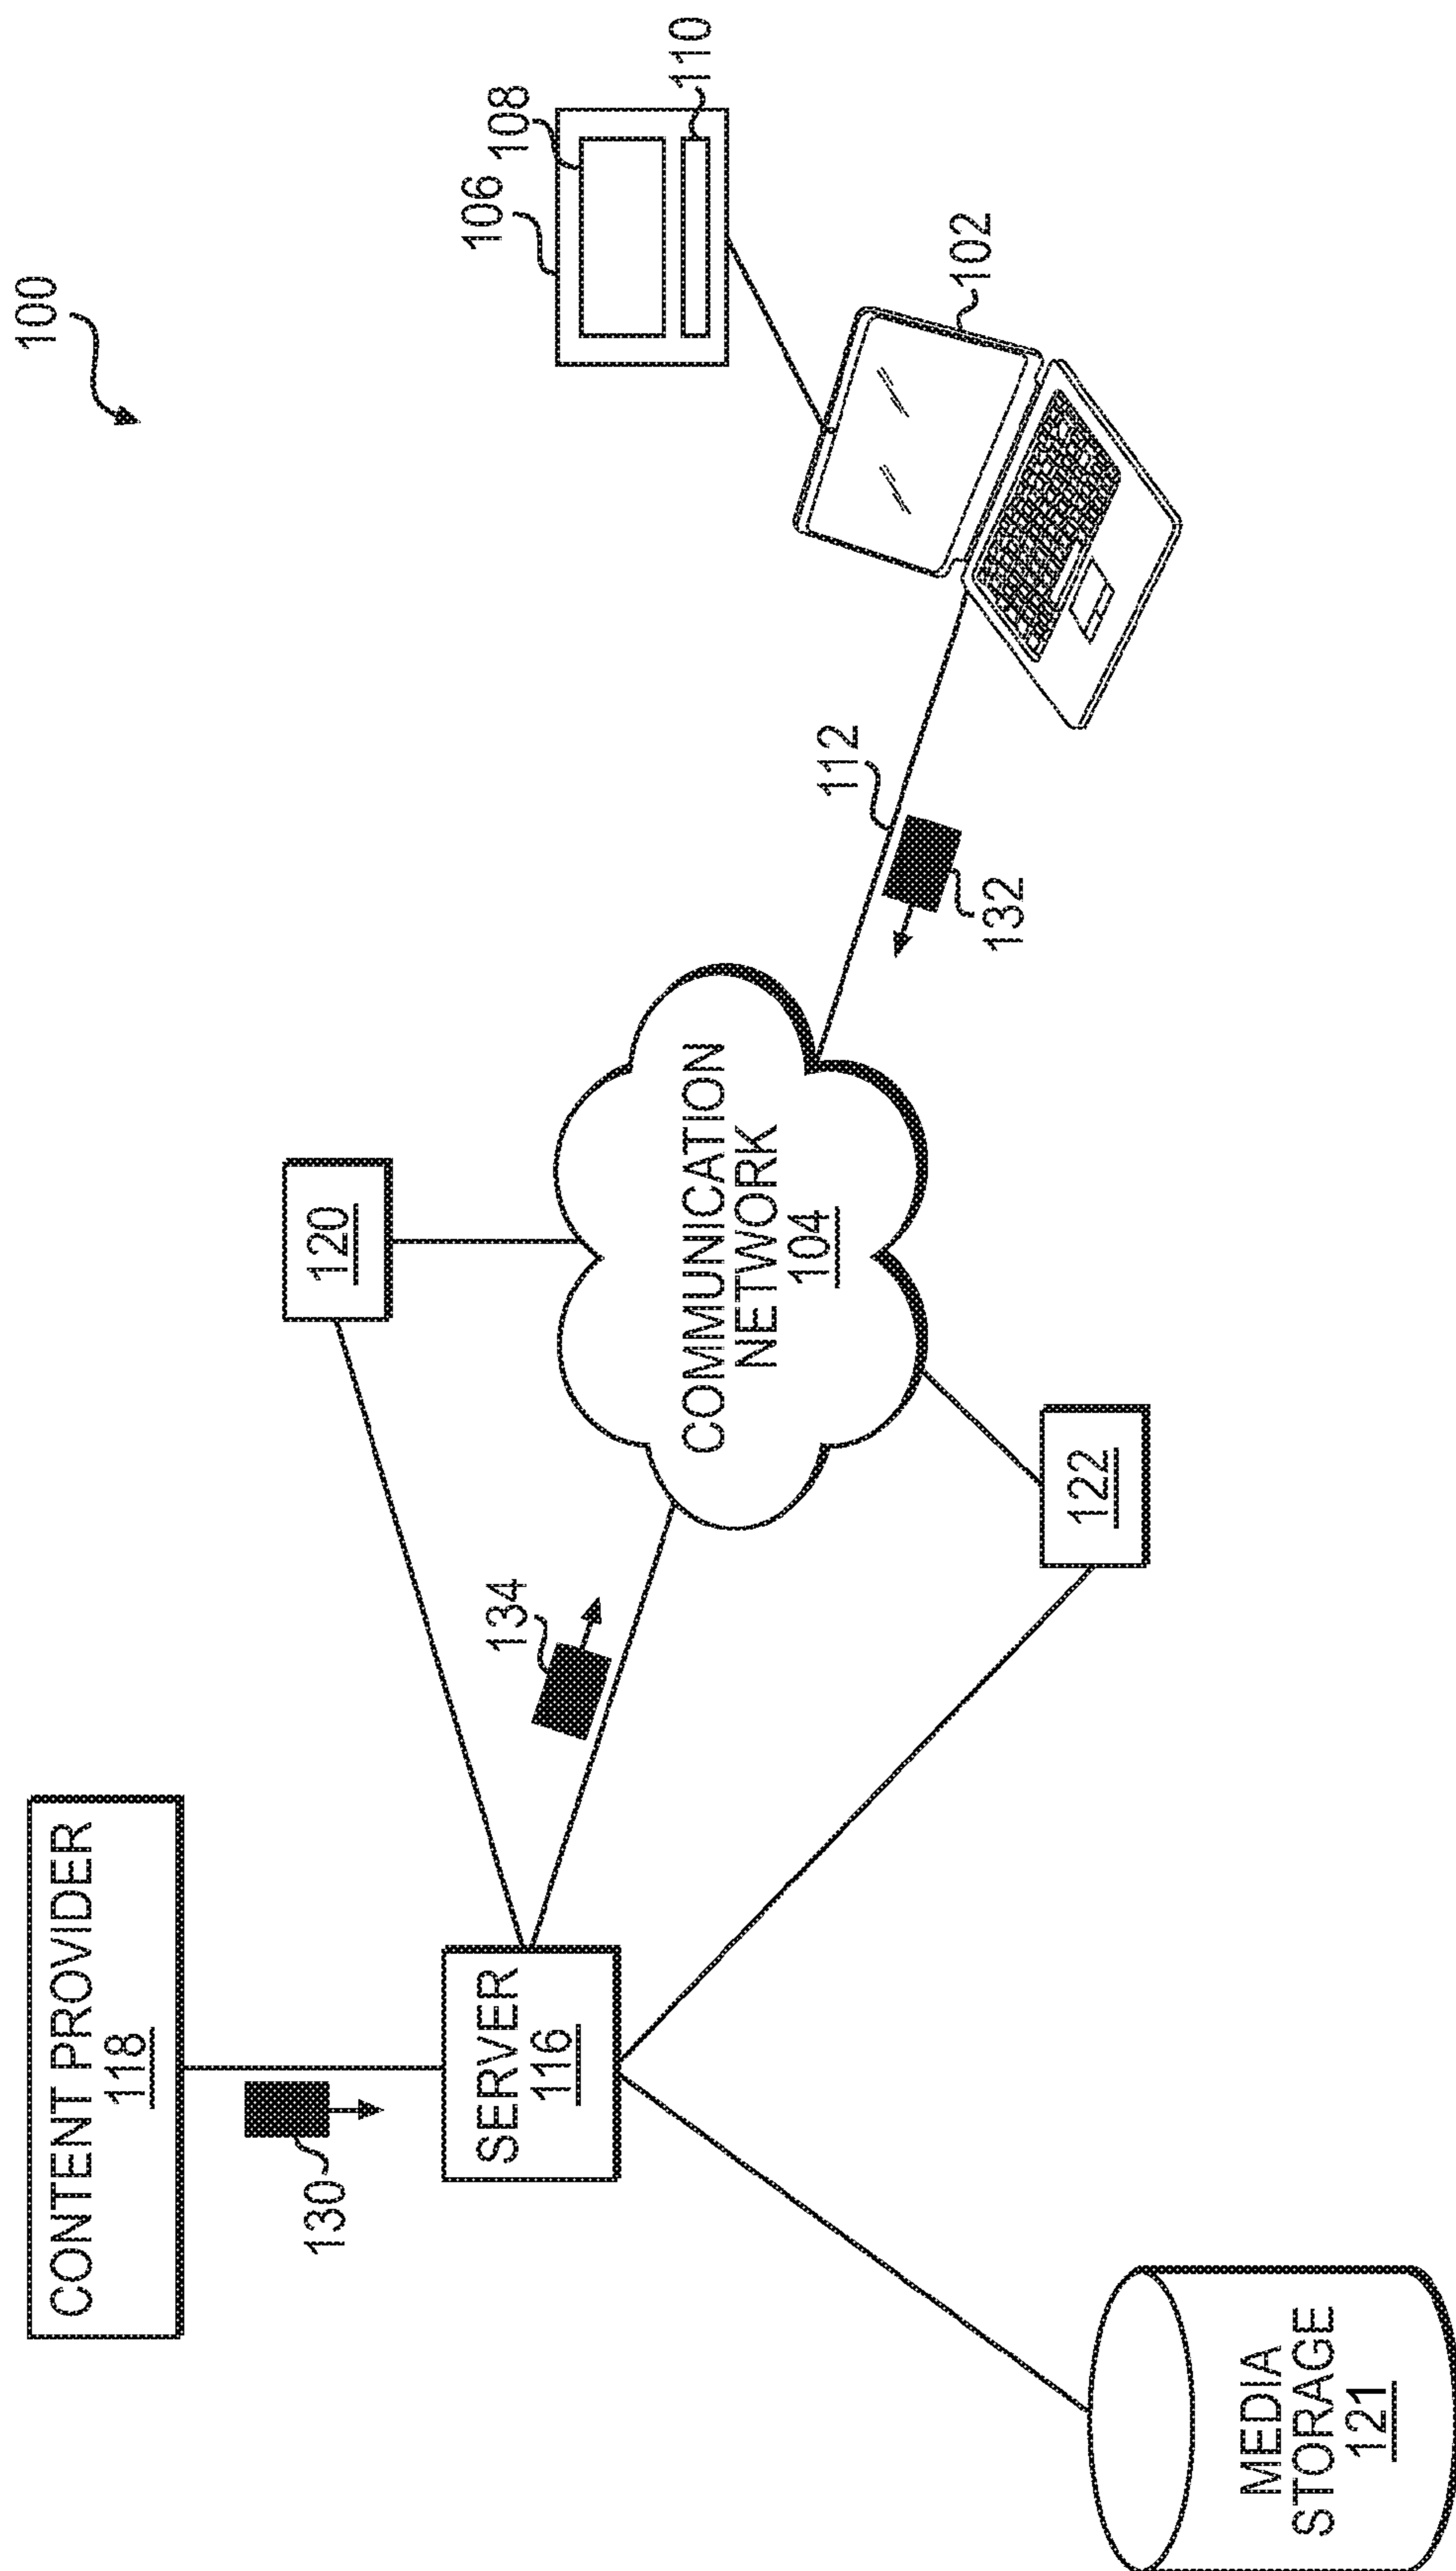 100
CONTENT PROVIDER
118
130
SERVER
116
134
120
COMMUNICATION
NETWORK
104
122
MEDIA
STORAGE
121
106
108
110
102
112
132